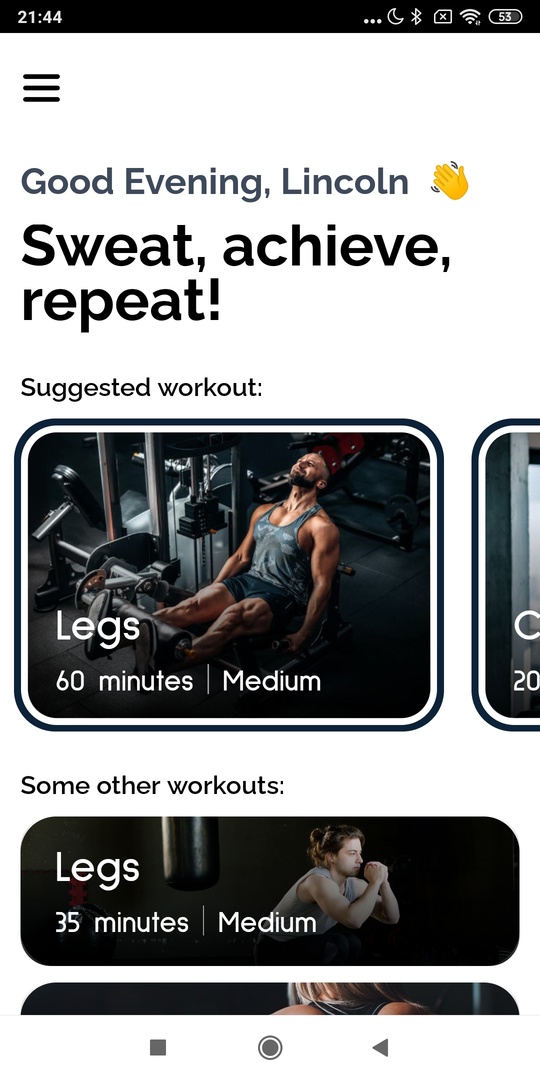 21:44
53
Good Evening, Lincoln 👋
Sweat, achieve,
repeat!
Suggested workout:
Legs
60 minutes | Medium
Some other workouts:
Legs
35 minutes | Medium